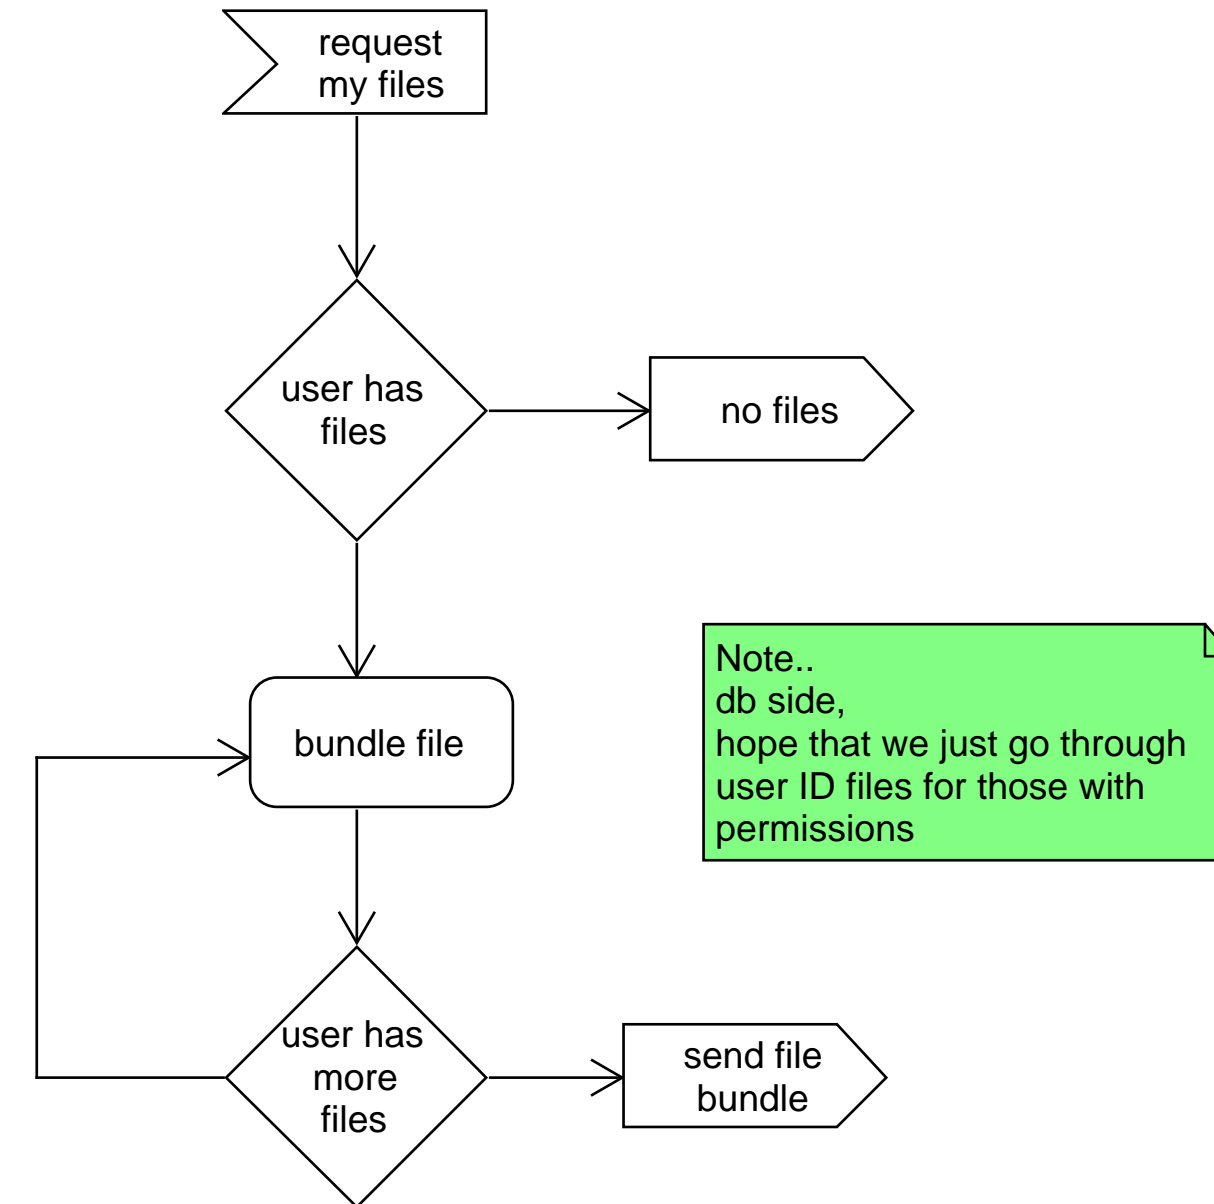 request
my files
user has
files
no files
Note..
db side,
hope that we just go through
user ID files for those with
permissions
bundle file
user has
more
files
send file
bundle